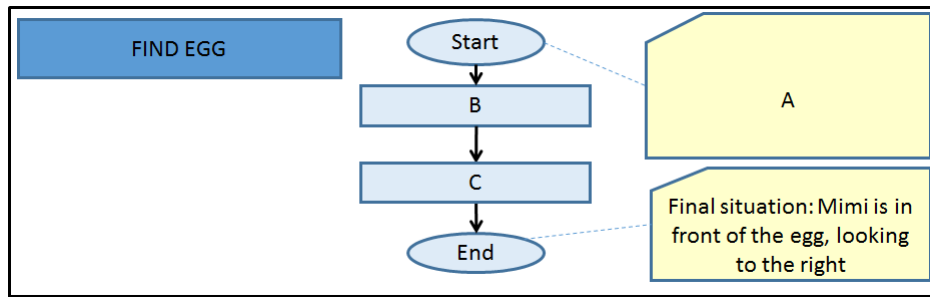 FIND EGG
Start
A
B
C
Final situation: Mimi is in
front of the egg, looking
to the right
End